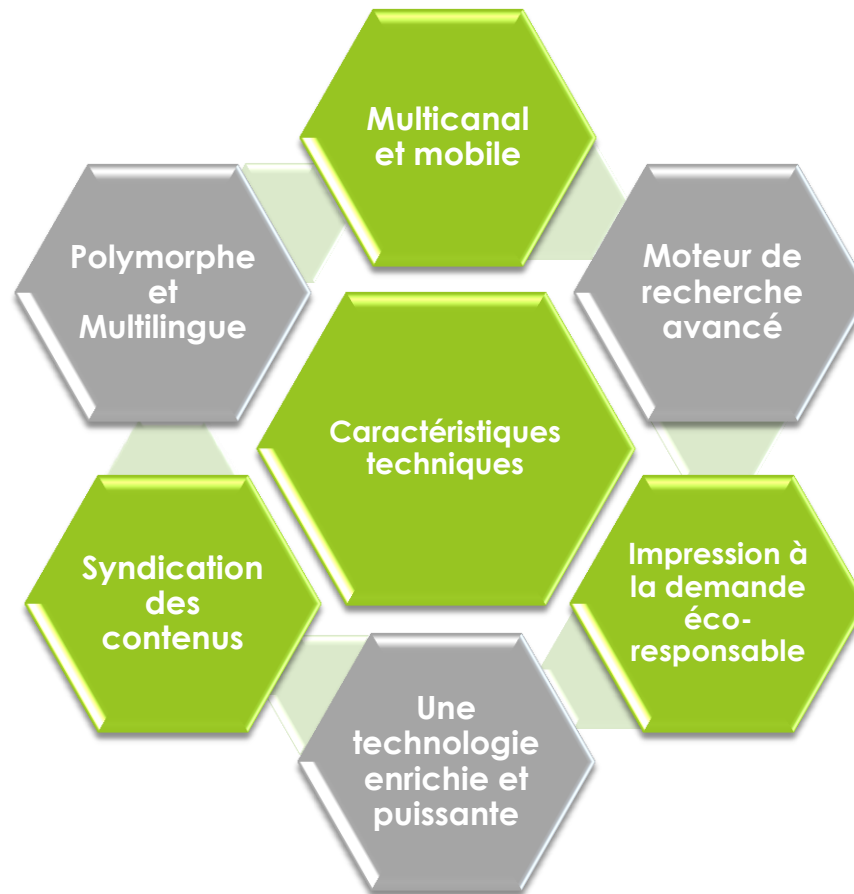 Multicanal
et mobile
Polymorphe
et
Multilingue
Moteur de
recherche
avancé
Caractéristiques
techniques
Syndication
des
contenus
Impression à
la demande
éco-
responsable
Une
technologie
enrichie et
puissante